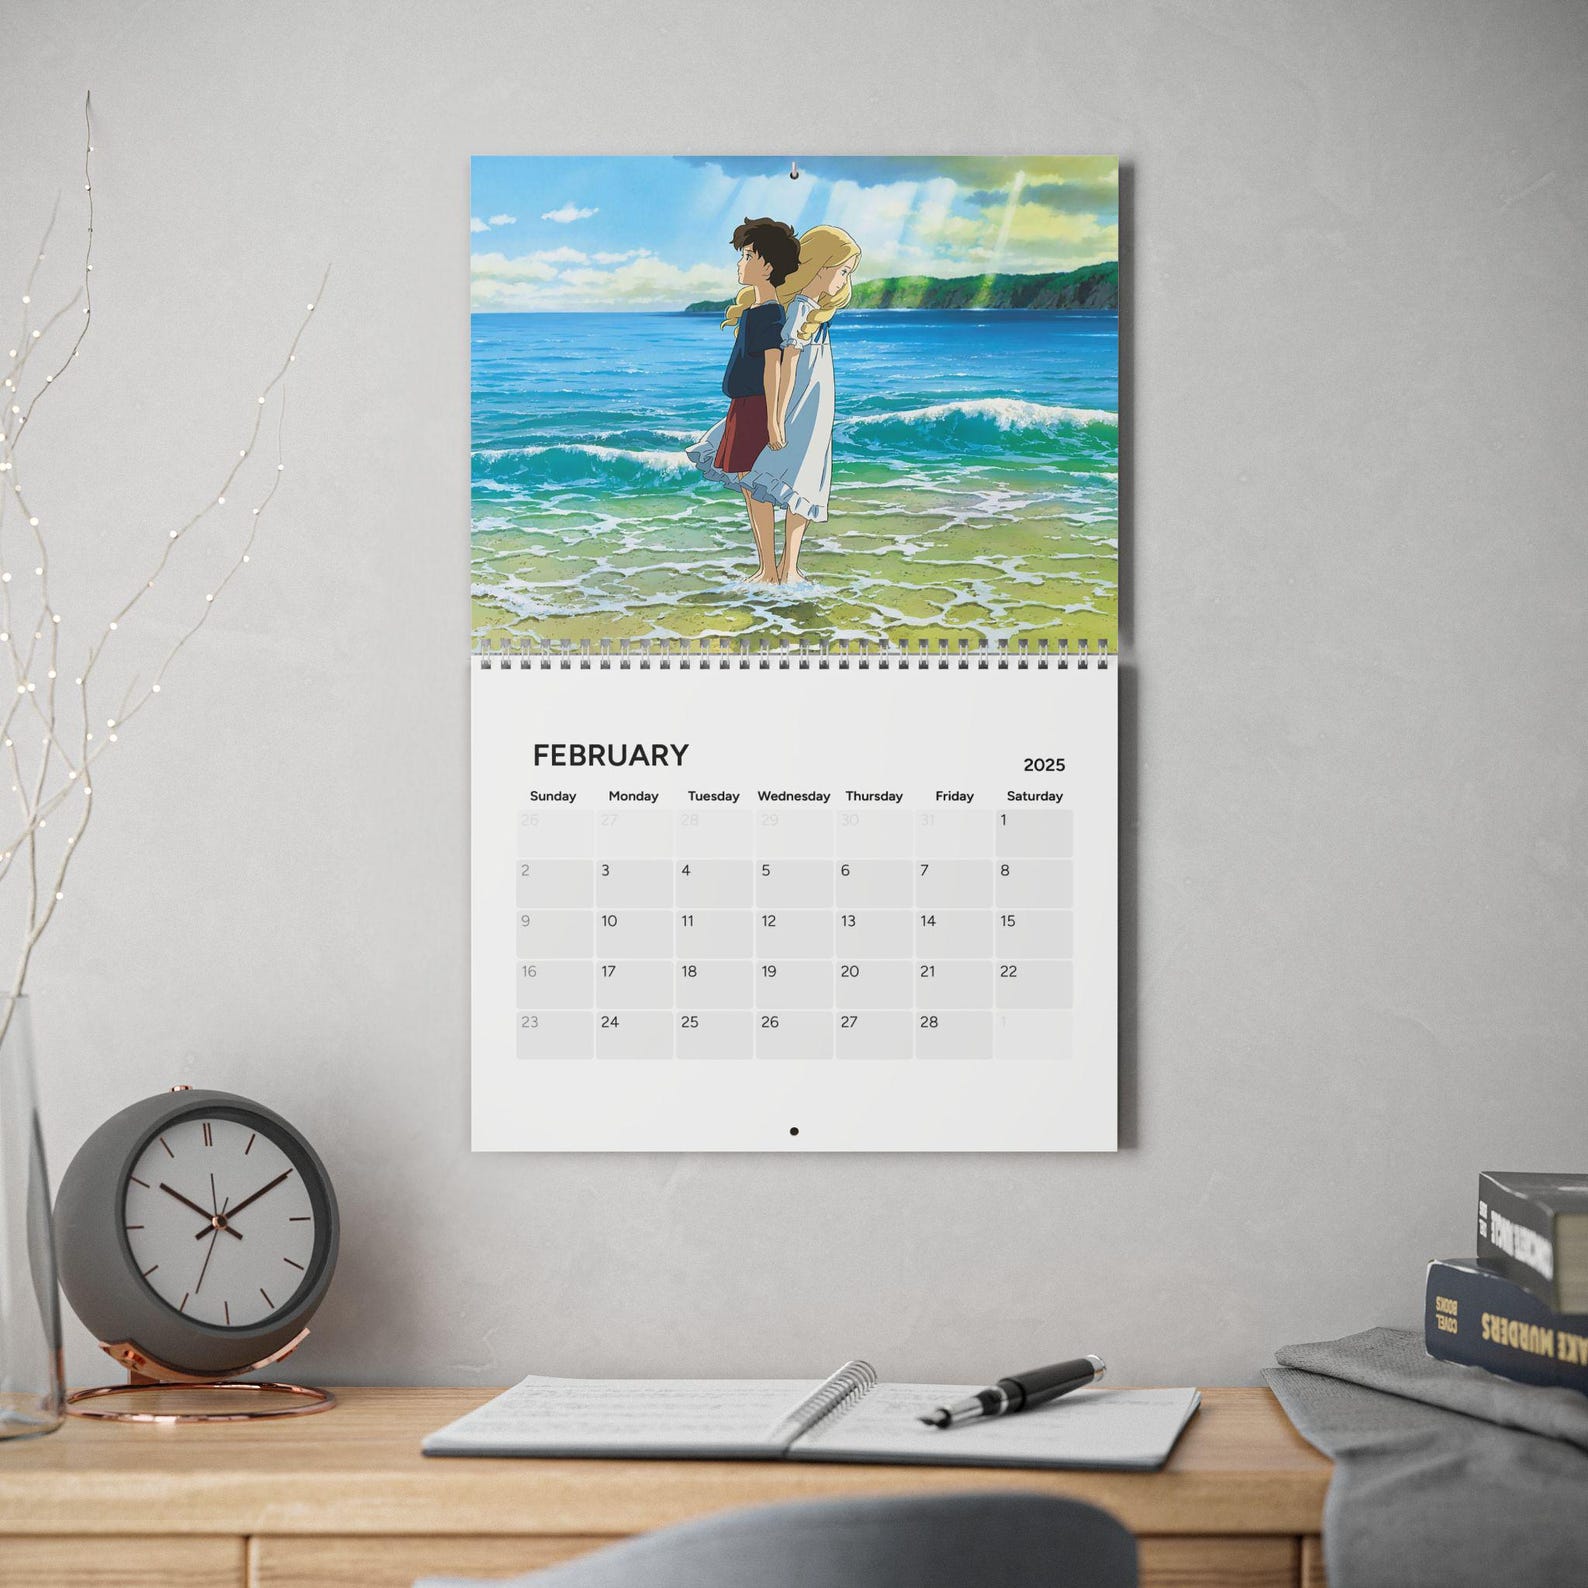 FEBRUARY
2025
Sunday Monday Tuesday Wednesday Thursday Friday Saturday
26 27 28 29 30 31 1
2 3 4 5 6 7 8
9 10 11 12 13 14 15
16 17 18 19 20 21 22
23 24 25 26 27 28 1
COVEL
BOOKS
AKE MURDERS